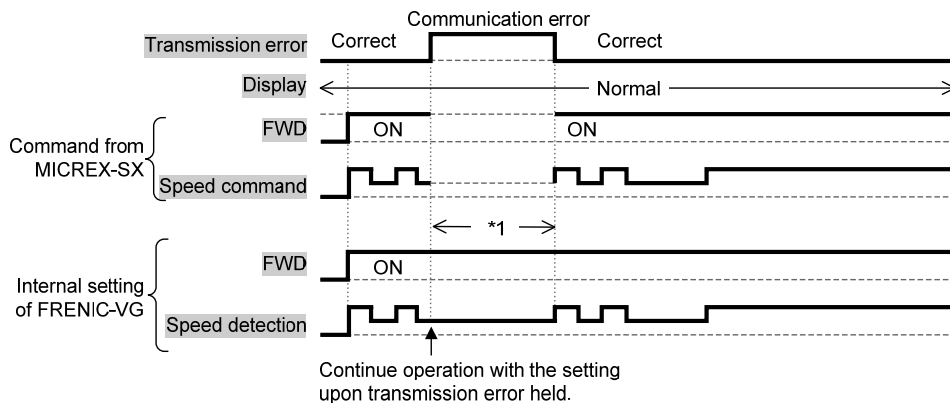 Communication error
Transmission error
Correct
Correct
Display
Normal
Command from
MICREX-SX
FWD
ON
ON
Speed command
*1
Internal setting
of FRENIC-VG
FWD
ON
Speed detection
Continue operation with the setting
upon transmission error held.